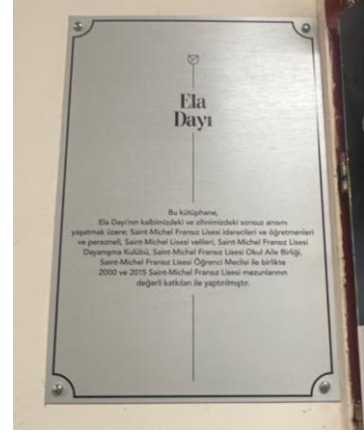 Ela
Dayı
Bu kütüphane,
Ela Dayı'nın kalbimizdeki ve zihnimizdeki sonsuz anısını
yaşatmak üzere; Saint-Michel Fransız Lisesi idarecileri ve öğretmenleri
ve personeli, Saint-Michel Lisesi velileri, Saint-Michel Fransız Lisesi
Dayanışma Kulübü, Saint-Michel Fransız Lisesi Okul Aile Birliği,
Saint-Michel Fransız Lisesi Öğrenci Meclisi ile birlikte
2000 ve 2015 Saint-Michel Fransız Lisesi mezunlarının
değerli katkıları ile yaptırılmıştır.